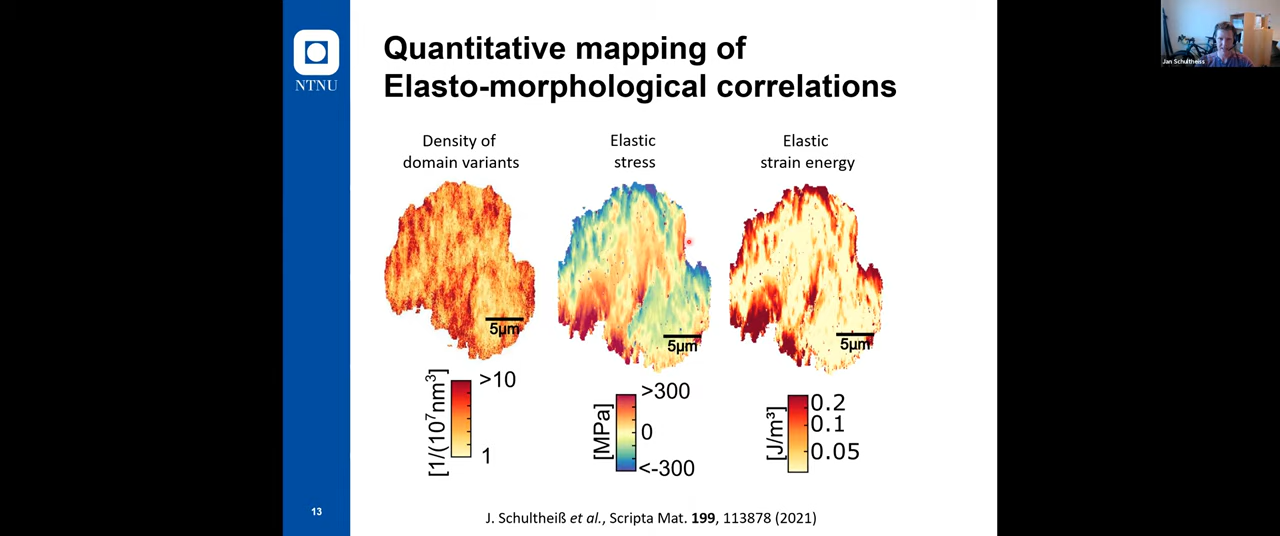 Quantitative mapping of
Elasto-morphological correlations
NTNU
Jan Schultheiss
Density of
domain variants
Elastic
stress
Elastic
strain energy
5µm
5µm
5µm
[1/(10⁷nm³]
>10
1
[MPa]
>300
0
<-300
[J/m³]
0.2
0.1
0.05
13
J. Schultheiß et al., Scripta Mat. 199, 113878 (2021)